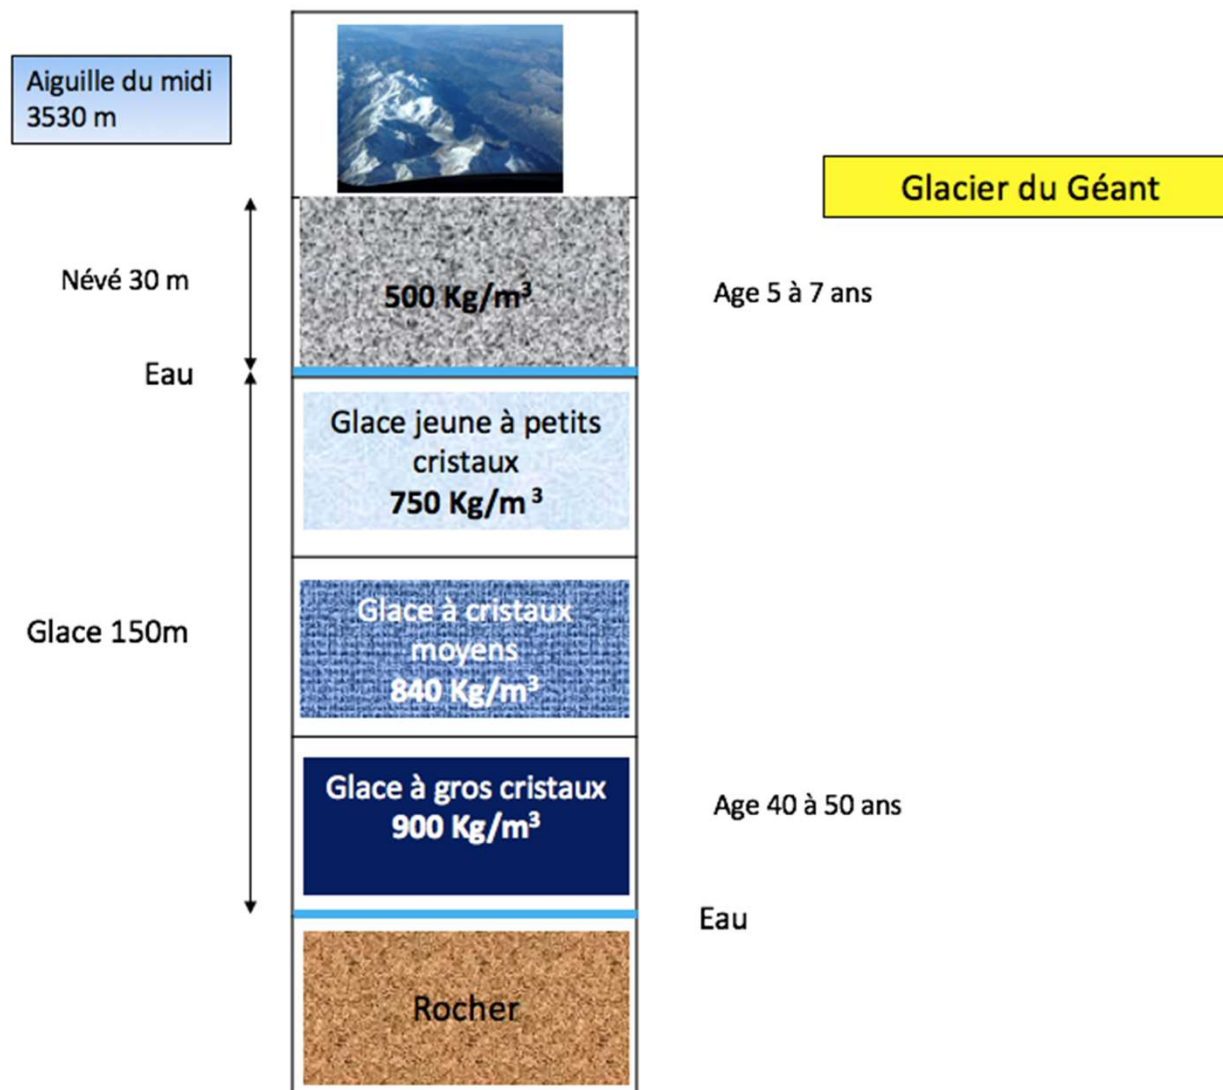 Aiguille du midi
3530 m
Glacier du Géant
Névé 30 m
500 Kg/m³
Age 5 à 7 ans
Eau
Glace jeune à petits
cristaux
750 Kg/m ³
Glace 150m
Glace à cristaux
moyens
840 Kg/m³
Glace à gros cristaux
900 Kg/m³
Age 40 à 50 ans
Eau
Rocher